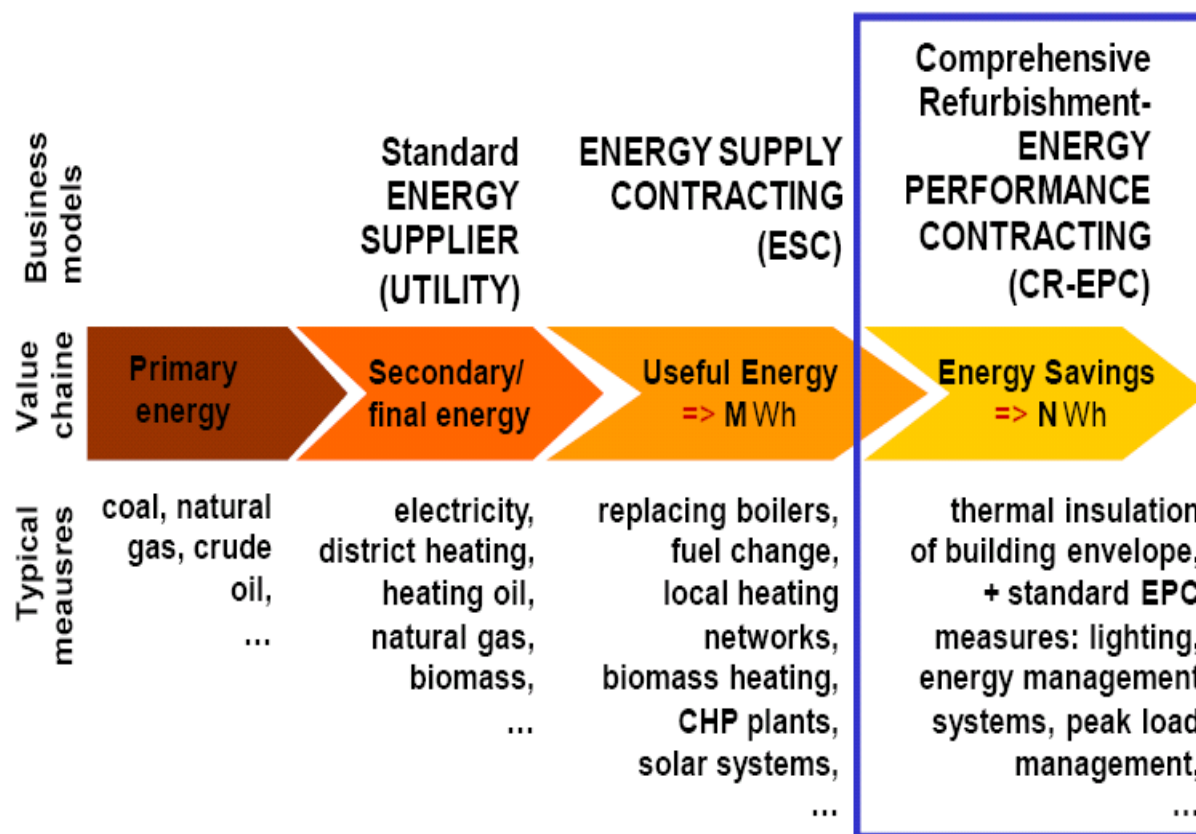 Business
models
Standard
ENERGY
SUPPLIER
(UTILITY)
ENERGY SUPPLY
CONTRACTING
(ESC)
Comprehensive
Refurbishment-
ENERGY
PERFORMANCE
CONTRACTING
(CR-EPC)
Value
chaine
Primary
energy
Secondary/
final energy
Useful Energy
=> M Wh
Energy Savings
=> N Wh
Typical
meausres
coal, natural
gas, crude
oil,
...
electricity,
district heating,
heating oil,
natural gas,
biomass,
...
replacing boilers,
fuel change,
local heating
networks,
biomass heating,
CHP plants,
solar systems,
...
thermal insulation
of building envelope,
+ standard EPC
measures: lighting,
energy management
systems, peak load
management,
...